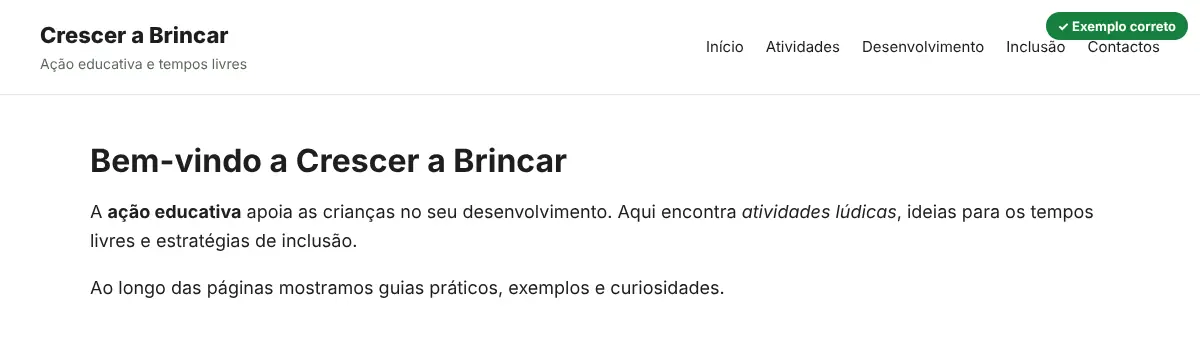 Crescer a Brincar
Ação educativa e tempos livres
Início Atividades Desenvolvimento Inclusão Contactos
✓ Exemplo correto
Bem-vindo a Crescer a Brincar
A ação educativa apoia as crianças no seu desenvolvimento. Aqui encontra atividades lúdicas, ideias para os tempos
livres e estratégias de inclusão.
Ao longo das páginas mostramos guias práticos, exemplos e curiosidades.